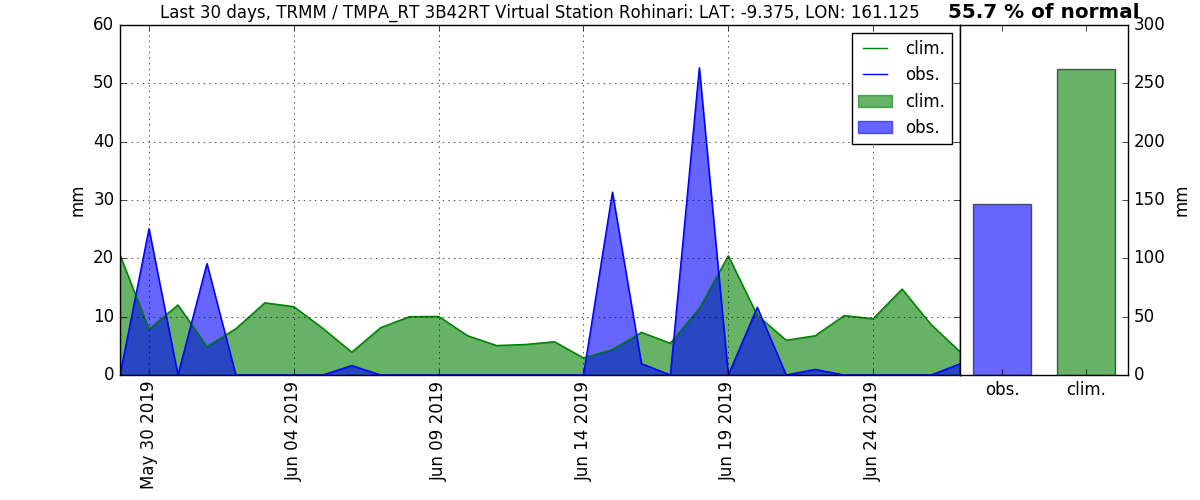 Last 30 days, TRMM / TMPA_RT 3B42RT Virtual Station Rohinari: LAT: -9.375, LON: 161.125
55.7 % of normal
60
50
40
30
20
10
0
mm
clim.
obs.
clim.
obs.
May 30 2019
Jun 04 2019
Jun 09 2019
Jun 14 2019
Jun 19 2019
Jun 24 2019
300
250
200
150
100
50
0
mm
obs.
clim.